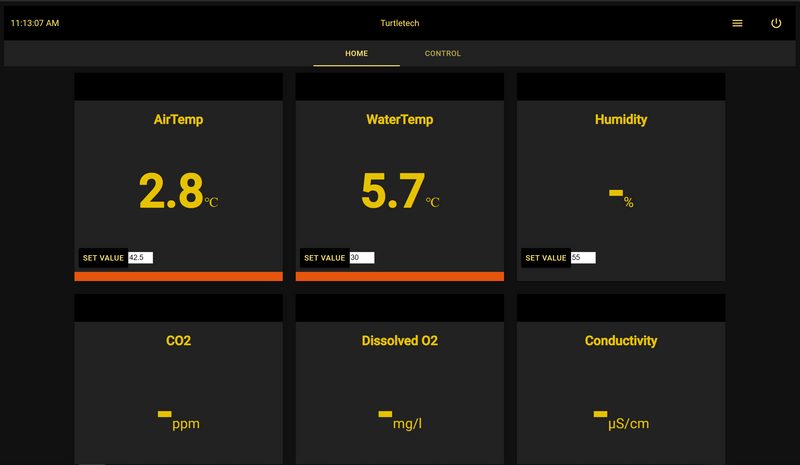 11:13:07 AM
Turtletech
HOME CONTROL
AirTemp WaterTemp Humidity
2.8°C 5.7°C -%
SET VALUE 42.5 SET VALUE 30 SET VALUE 55
CO2 Dissolved O2 Conductivity
-ppm -mg/l -µS/cm